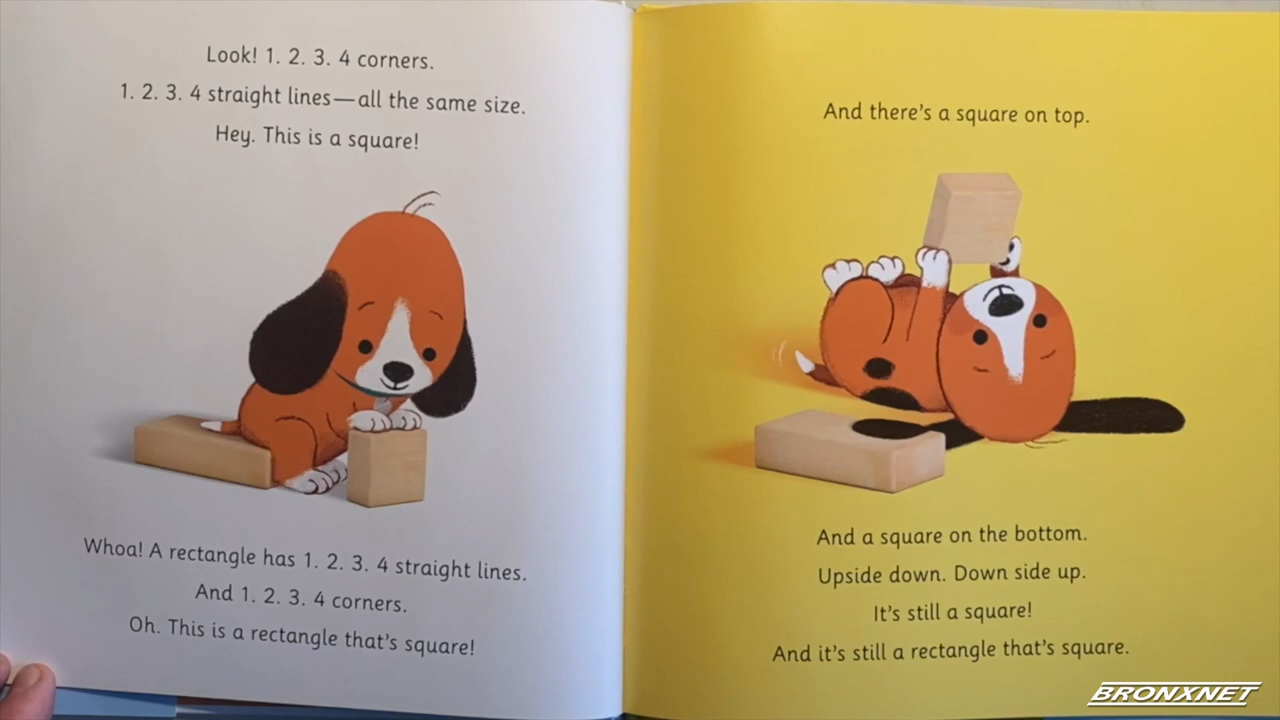 Look! 1. 2. 3. 4 corners.
1. 2. 3. 4 straight lines—all the same size.
Hey. This is a square!
Whoa! A rectangle has 1. 2. 3. 4 straight lines.
And 1. 2. 3. 4 corners.
Oh. This is a rectangle that's square!
And there's a square on top.
And a square on the bottom.
Upside down. Down side up.
It's still a square!
And it's still a rectangle that's square.
BRONXNET